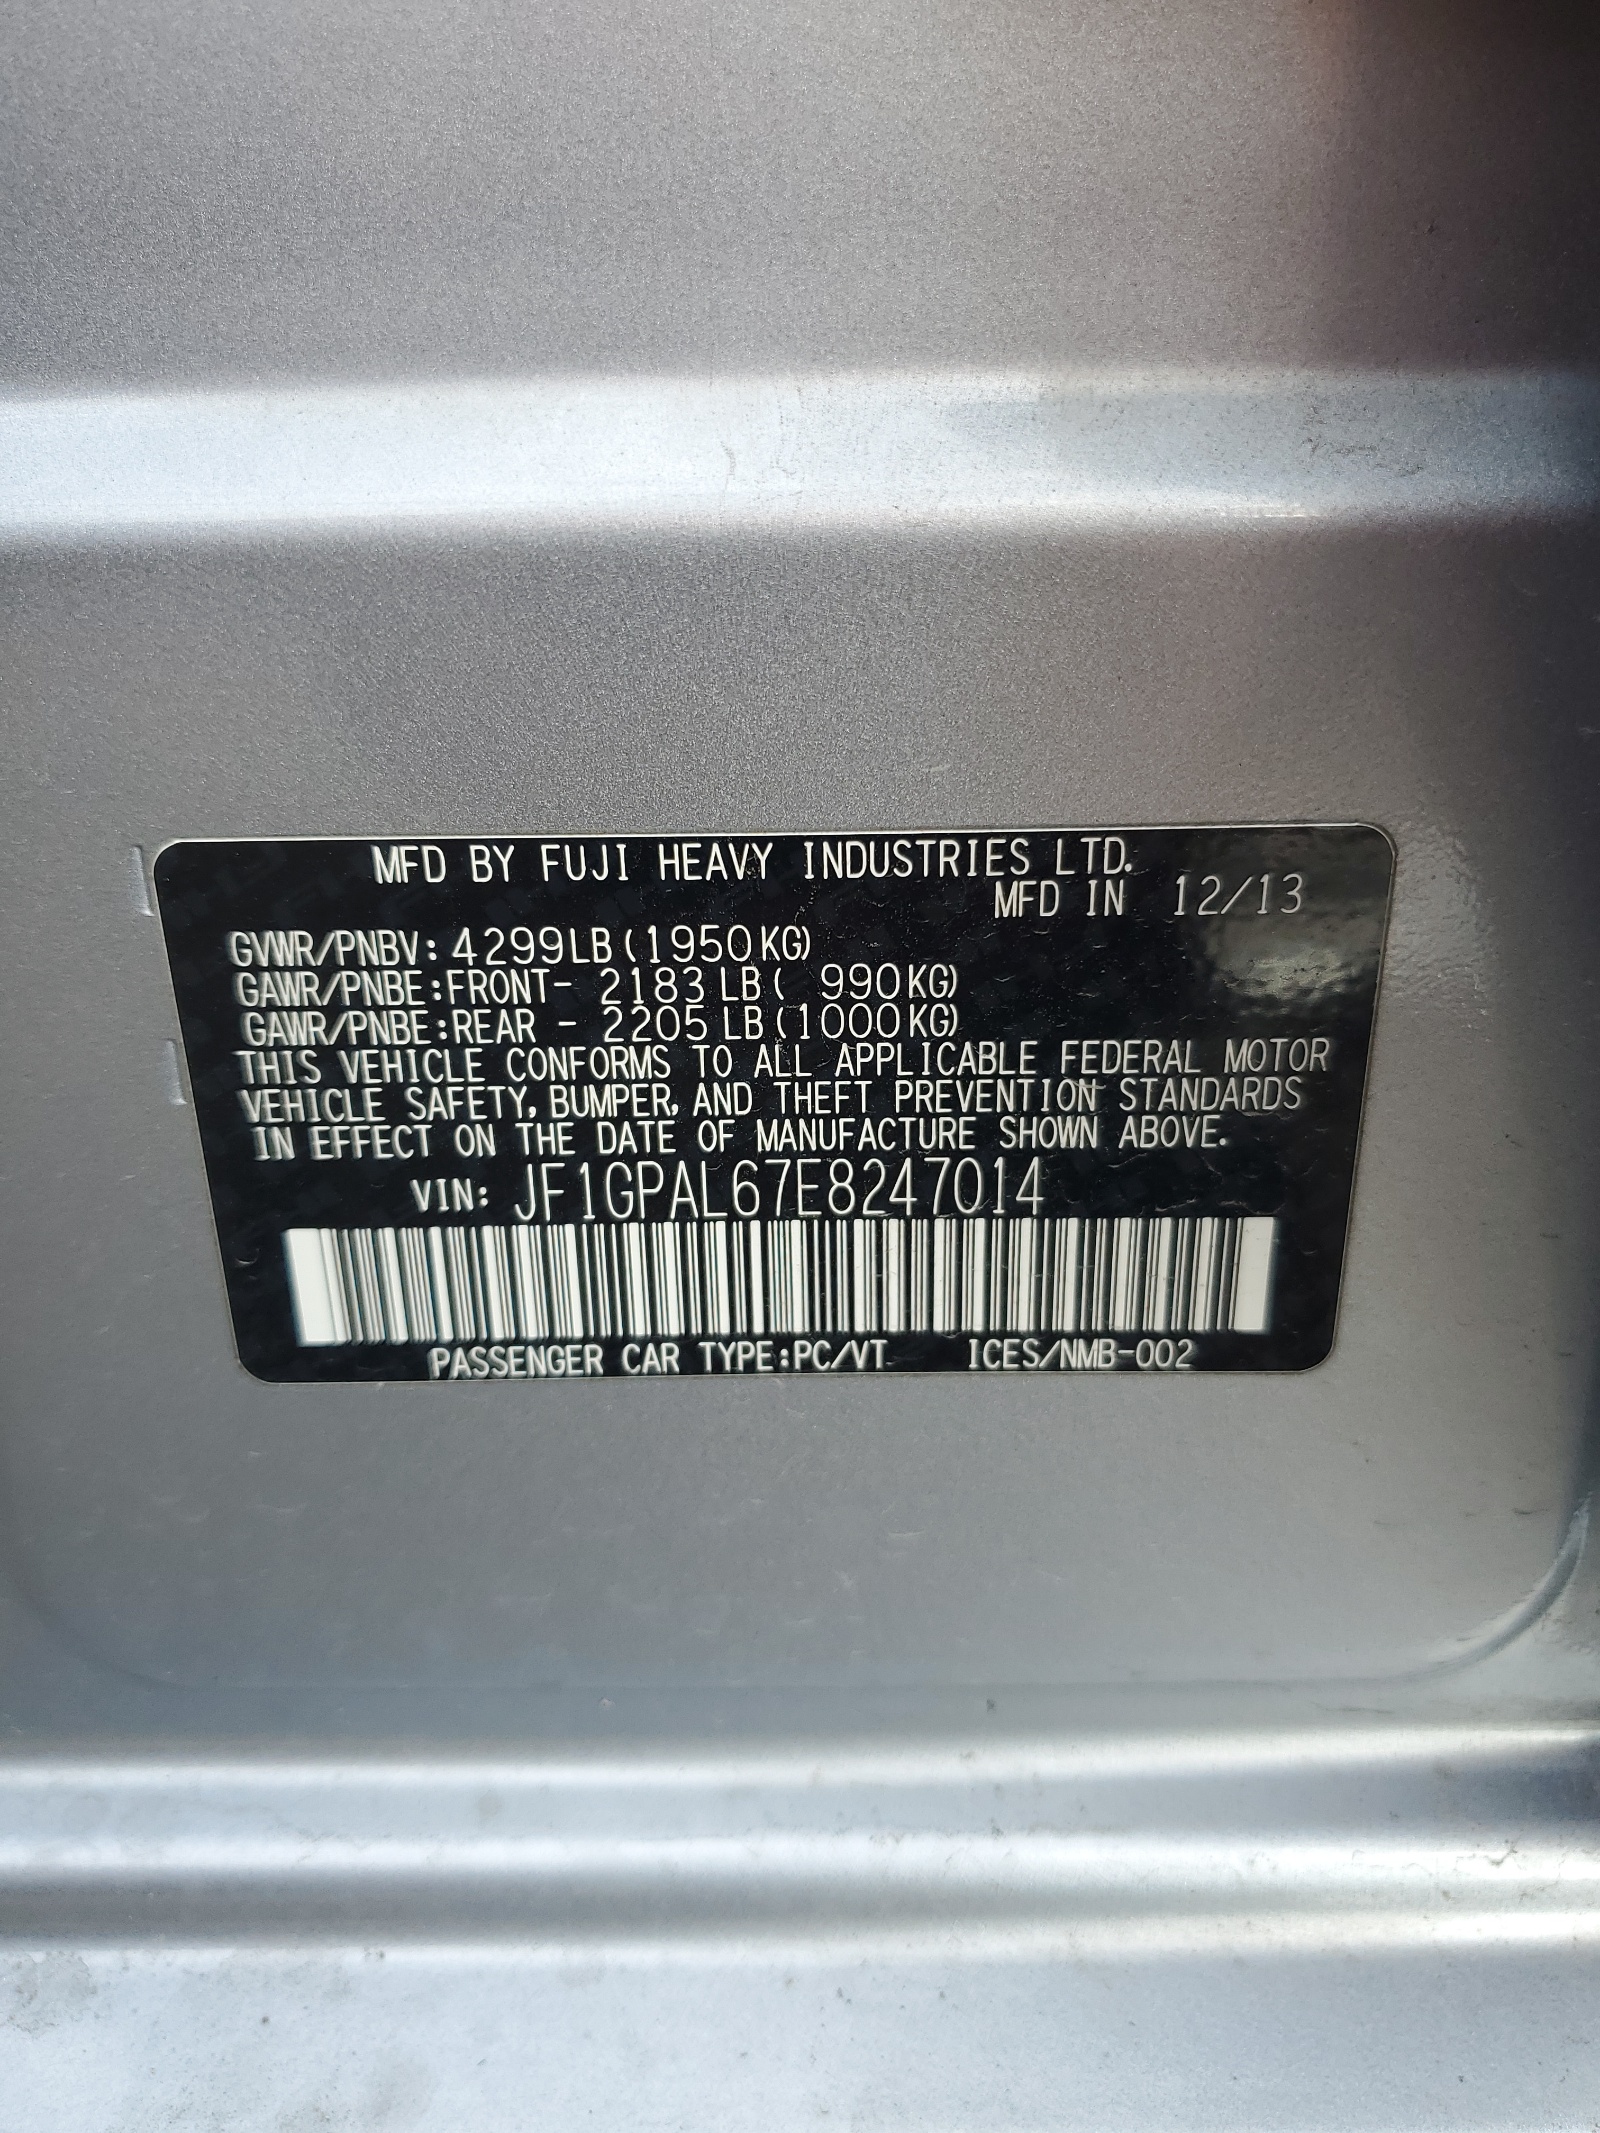 MFD BY FUJI HEAVY INDUSTRIES LTD.
MFD IN 12/13
GVWR/PNBV: 4299LB (1950KG)
GAWR/PNBE:FRONT- 2183 LB ( 990KG)
GAWR/PNBE:REAR - 2205 LB (1000KG)
THIS VEHICLE CONFORMS TO ALL APPLICABLE FEDERAL MOTOR
VEHICLE SAFETY, BUMPER, AND THEFT PREVENTION STANDARDS
IN EFFECT ON THE DATE OF MANUFACTURE SHOWN ABOVE.
VIN: JF1GPAL67E8247014
PASSENGER CAR TYPE:PC/VT ICES/NMB-002